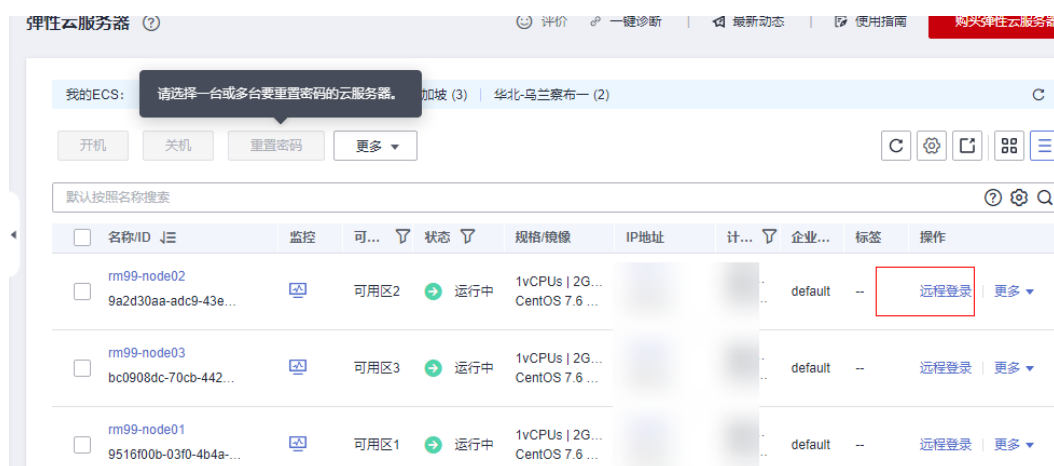 弹性云服务器
评价 一键诊断 最新动态 使用指南 购买弹性云服务器
请选择一台或多台要重置密码的云服务器。
我的ECS： 加坡 (3) 华北-乌兰察布一 (2)
开机 关机 重置密码 更多
默认按照名称搜索
名称/ID 监控 可... 状态 规格/镜像 IP地址 计... 企业... 标签 操作
rm99-node02
9a2d30aa-adc9-43e...
可用区2 运行中
1vCPUs | 2G...
CentOS 7.6 ...
default -- 远程登录 更多
rm99-node03
bc0908dc-70cb-442...
可用区3 运行中
1vCPUs | 2G...
CentOS 7.6 ...
default -- 远程登录 更多
rm99-node01
9516f00b-03f0-4b4a-...
可用区1 运行中
1vCPUs | 2G...
CentOS 7.6 ...
default -- 远程登录 更多